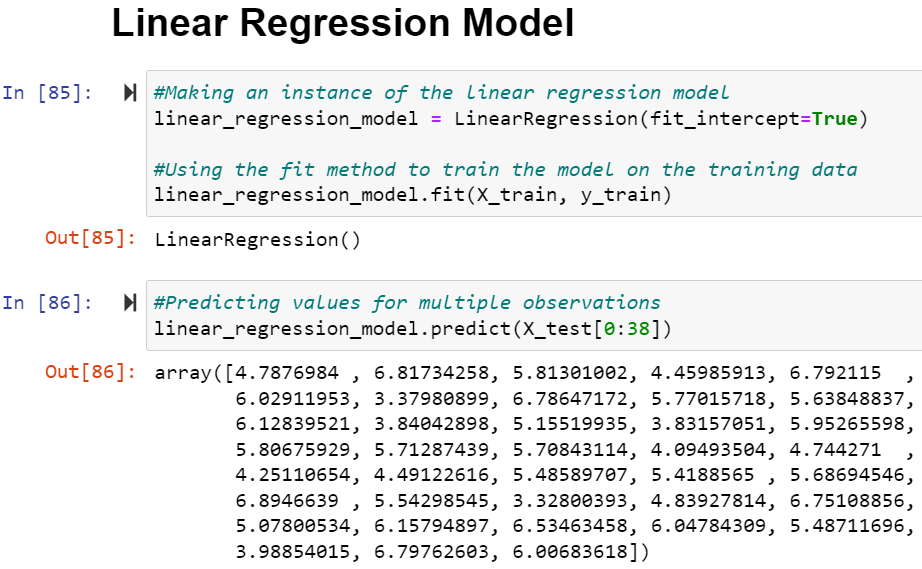 Linear Regression Model
In [85]:
#Making an instance of the linear regression model
linear_regression_model = LinearRegression(fit_intercept=True)
#Using the fit method to train the model on the training data
linear_regression_model.fit(X_train, y_train)
Out[85]: LinearRegression()
In [86]:
#Predicting values for multiple observations
linear_regression_model.predict(X_test[0:38])
Out[86]: array([4.7876984 , 6.81734258, 5.81301002, 4.45985913, 6.792115  ,
6.02911953, 3.37980899, 6.78647172, 5.77015718, 5.63848837,
6.12839521, 3.84042898, 5.15519935, 3.83157051, 5.95265598,
5.80675929, 5.71287439, 5.70843114, 4.09493504, 4.744271  ,
4.25110654, 4.49122616, 5.48589707, 5.4188565 , 5.68694546,
6.8946639 , 5.54298545, 3.32800393, 4.83927814, 6.75108856,
5.07800534, 6.15794897, 6.53463458, 6.04784309, 5.48711696,
3.98854015, 6.79762603, 6.00683618])